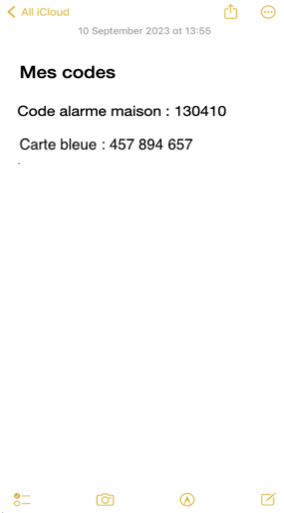 All iCloud
10 September 2023 at 13:55
Mes codes
Code alarme maison : 130410
Carte bleue : 457 894 657
.